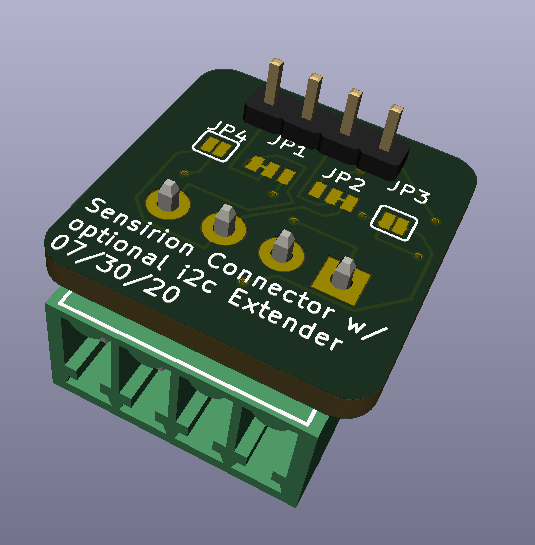 JP4
JP1
JP2
JP3
Sensirion Connector w/
optional i2c Extender
07/30/20